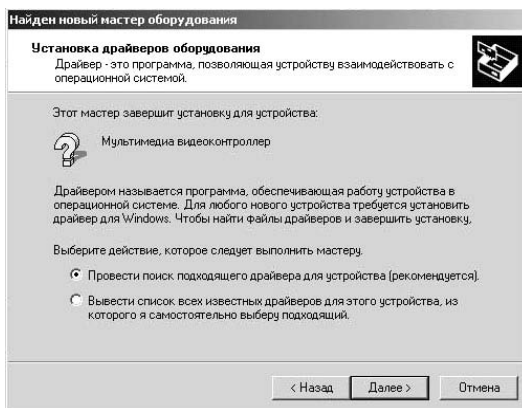 Найден новый мастер оборудования
Установка драйверов оборудования
Драйвер - это программа, позволяющая устройству взаимодействовать с
операционной системой.
Этот мастер завершит установку для устройства:
Мультимедиа видеоконтроллер
Драйвером называется программа, обеспечивающая работу устройства в
операционной системе. Для любого нового устройства требуется установить
драйвер для Windows. Чтобы найти файлы драйверов и завершить установку,
Выберите действие, которое следует выполнить мастеру.
Провести поиск подходящего драйвера для устройства (рекомендуется).
Вывести список всех известных драйверов для этого устройства, из
которого я самостоятельно выберу подходящий.
< Назад Далее > Отмена